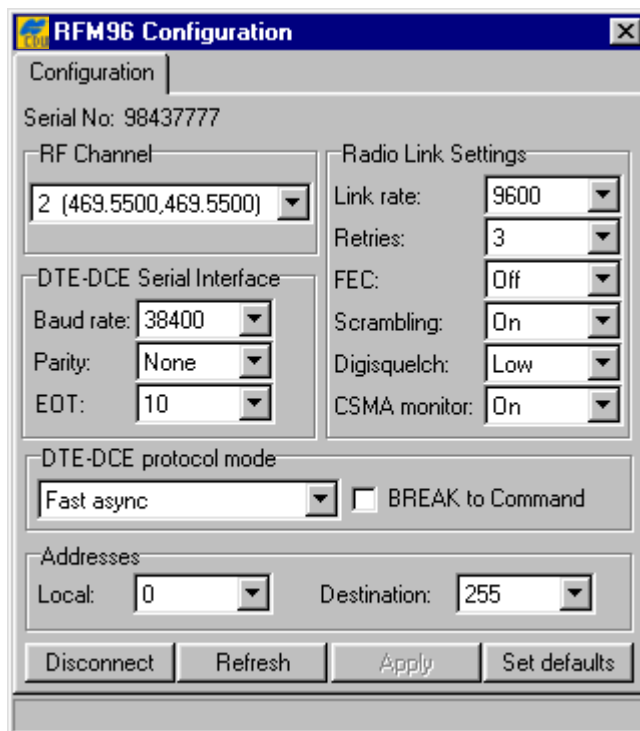 RFM96 Configuration
Configuration
Serial No: 98437777
RF Channel
2 (469.5500,469.5500)
DTE-DCE Serial Interface
Baud rate: 38400
Parity: None
EOT: 10
Radio Link Settings
Link rate: 9600
Retries: 3
FEC: Off
Scrambling: On
Digisquelch: Low
CSMA monitor: On
DTE-DCE protocol mode
Fast async BREAK to Command
Addresses
Local: 0 Destination: 255
Disconnect Refresh Apply Set defaults